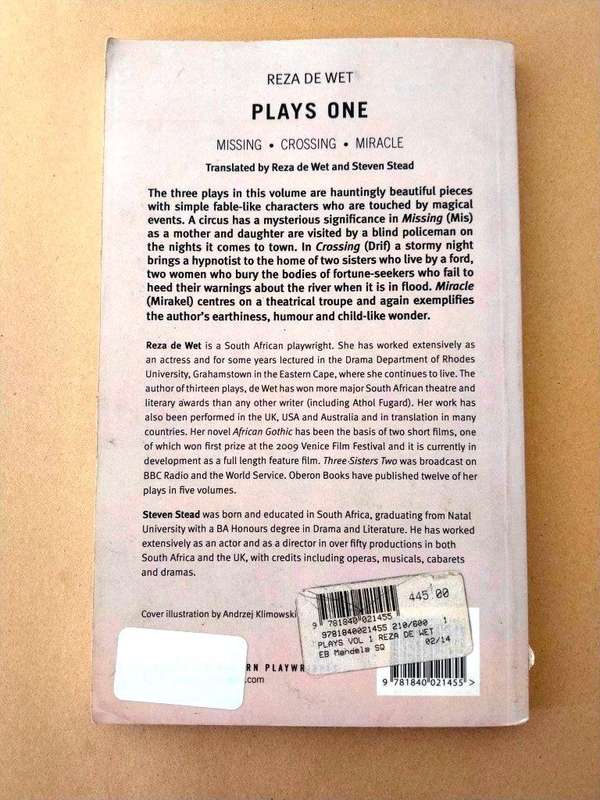 REZA DE WET
PLAYS ONE
MISSING • CROSSING • MIRACLE
Translated by Reza de Wet and Steven Stead
The three plays in this volume are hauntingly beautiful pieces
with simple fable-like characters who are touched by magical
events. A circus has a mysterious significance in Missing (Mis)
as a mother and daughter are visited by a blind policeman on
the nights it comes to town. In Crossing (Drif) a stormy night
brings a hypnotist to the home of two sisters who live by a ford,
two women who bury the bodies of fortune-seekers who fail to
heed their warnings about the river when it is in flood. Miracle
(Mirakel) centres on a theatrical troupe and again exemplifies
the author's earthiness, humour and child-like wonder.
Reza de Wet is a South African playwright. She has worked extensively as
an actress and for some years lectured in the Drama Department of Rhodes
University, Grahamstown in the Eastern Cape, where she continues to live. The
author of thirteen plays, de Wet has won more major South African theatre and
literary awards than any other writer (including Athol Fugard). Her work has
also been performed in the UK, USA and Australia and in translation in many
countries. Her novel African Gothic has been the basis of two short films, one
of which won first prize at the 2009 Venice Film Festival and it is currently in
development as a full length feature film. Three Sisters Two was broadcast on
BBC Radio and the World Service. Oberon Books have published twelve of her
plays in five volumes.
Steven Stead was born and educated in South Africa, graduating from Natal
University with a BA Honours degree in Drama and Literature. He has worked
extensively as an actor and as a director in over fifty productions in both
South Africa and the UK, with credits including operas, musicals, cabarets
and dramas.
Cover illustration by Andrzej Klimowski
445.00
9 781840 021455
9781840021455 210/600 1
PLAYS VOL 1 REZA DE WET
EB Mandela SQ 02/14
RN PLAYW
.com
9 781840 021455 >